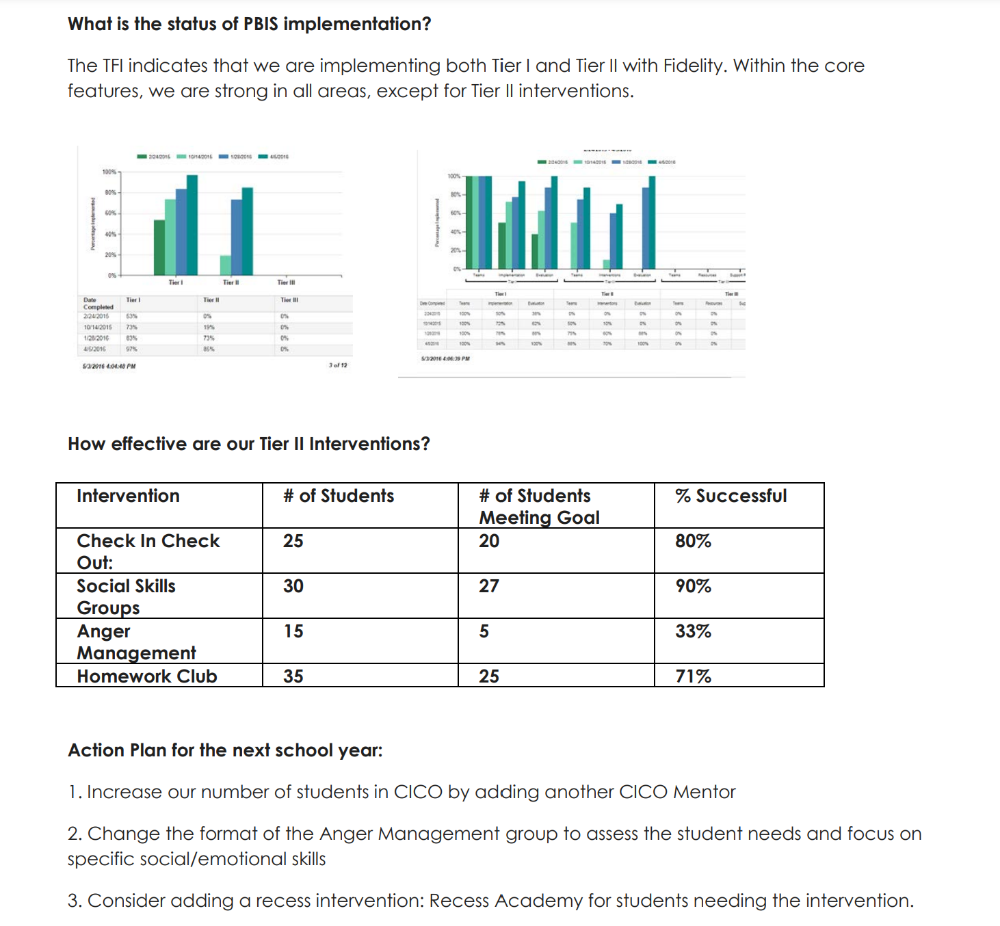 What is the status of PBIS implementation?
The TFI indicates that we are implementing both Tier I and Tier II with Fidelity. Within the core
features, we are strong in all areas, except for Tier II interventions.
2/24/2015 10/14/2015 1/28/2016 4/5/2016
100%
80%
60%
40%
20%
0%
Percentage Implemented
Tier I Tier II Tier III
Date Completed Tier I Tier II Tier III
2/24/2015 53% 0% 0%
10/14/2015 73% 19% 0%
1/28/2016 83% 73% 0%
4/5/2016 97% 85% 0%
5/3/2016 4:04:48 PM 3 of 12
2/24/2015 10/14/2015 1/28/2016 4/5/2016
100%
80%
60%
40%
20%
0%
Percentage Implemented
Teams Implementation Evaluation Teams Interventions Evaluation Teams Resources Support
Tier I Tier II
Tier I Tier II Tier III
Date Completed Teams Implementation Evaluation Teams Interventions Evaluation Teams Resources
2/24/2015 100% 50% 38% 0% 0% 0% 0% 0%
10/14/2015 100% 72% 62% 50% 10% 0% 0% 0%
1/28/2016 100% 78% 88% 75% 60% 88% 0% 0%
4/5/2016 100% 94% 100% 88% 70% 100% 0% 0%
5/3/2016 4:06:39 PM
How effective are our Tier II Interventions?
Intervention # of Students # of Students % Successful
Meeting Goal
Check In Check 25 20 80%
Out:
Social Skills 30 27 90%
Groups
Anger 15 5 33%
Management
Homework Club 35 25 71%
Action Plan for the next school year:
1. Increase our number of students in CICO by adding another CICO Mentor
2. Change the format of the Anger Management group to assess the student needs and focus on
specific social/emotional skills
3. Consider adding a recess intervention: Recess Academy for students needing the intervention.